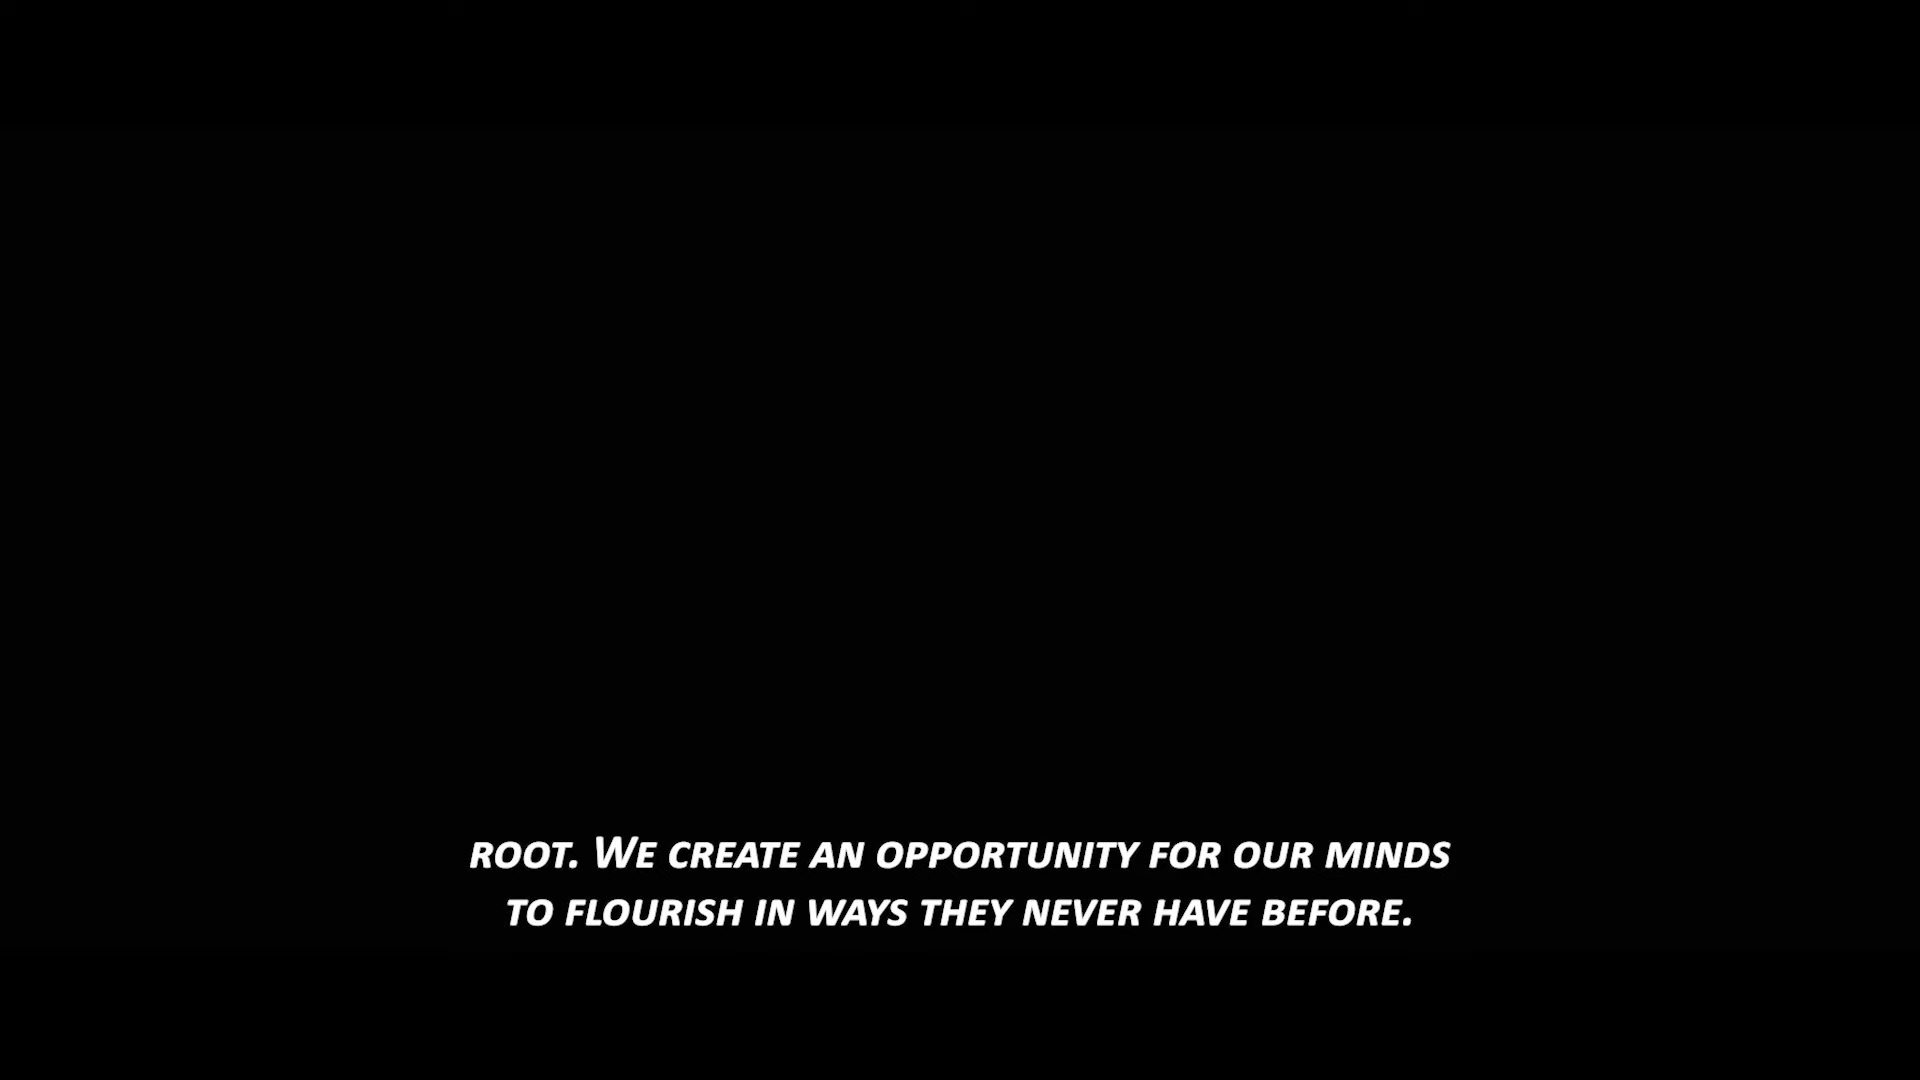 ROOT. WE CREATE AN OPPORTUNITY FOR OUR MINDS
TO FLOURISH IN WAYS THEY NEVER HAVE BEFORE.